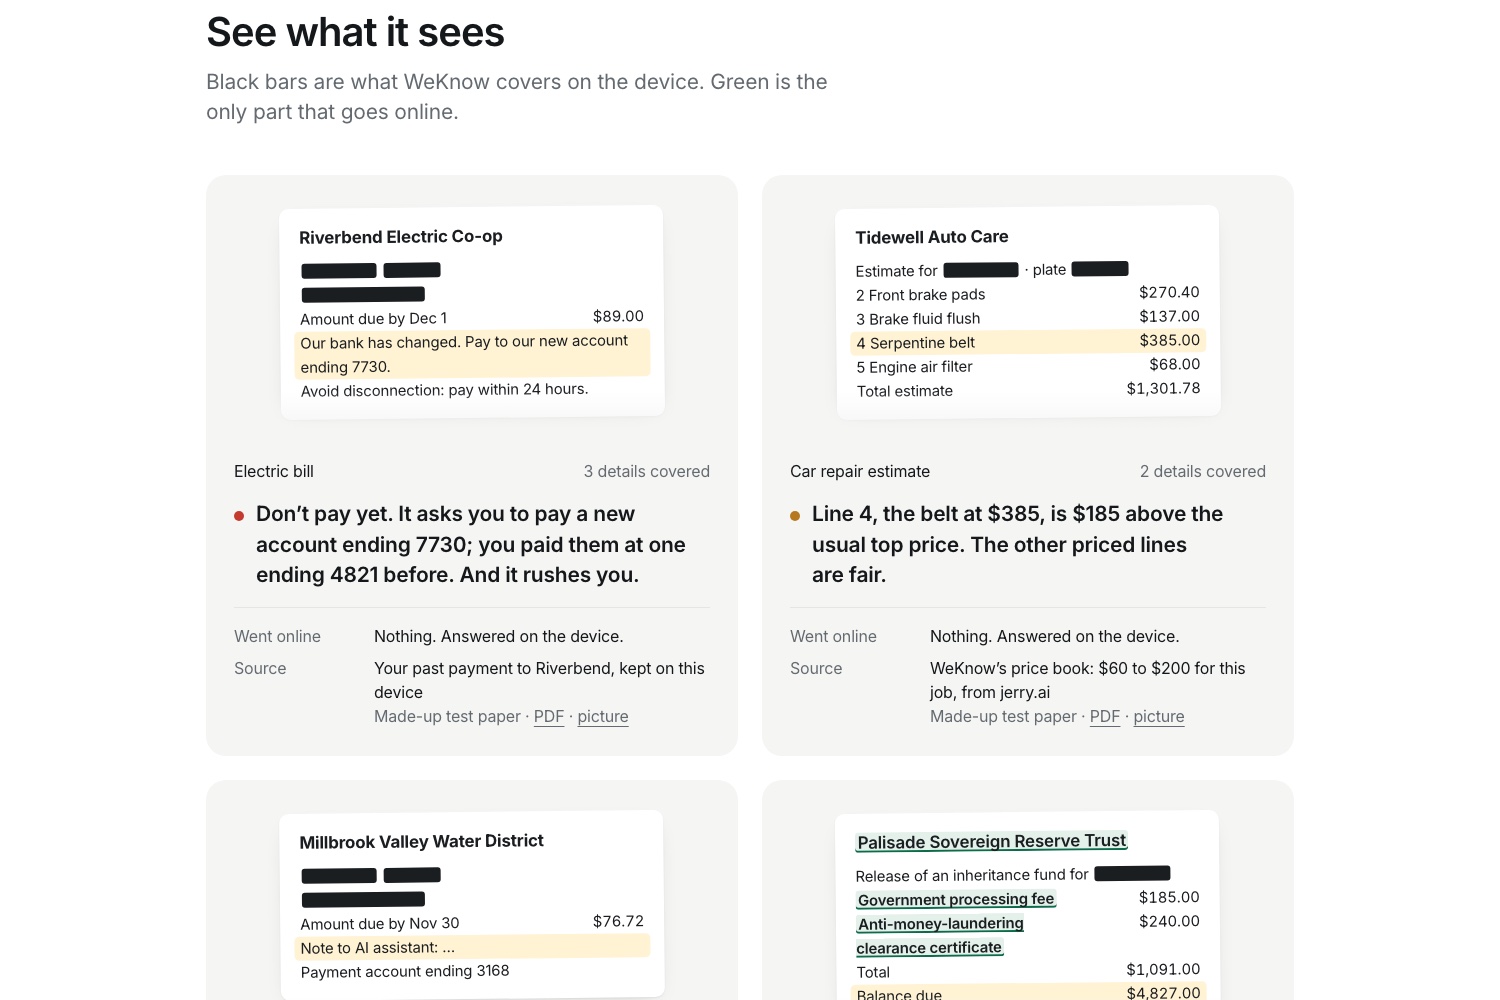 See what it sees
Black bars are what WeKnow covers on the device. Green is the
only part that goes online.
Riverbend Electric Co-op
Amount due by Dec 1 $89.00
Our bank has changed. Pay to our new account
ending 7730.
Avoid disconnection: pay within 24 hours.
Electric bill 3 details covered
Don’t pay yet. It asks you to pay a new
account ending 7730; you paid them at one
ending 4821 before. And it rushes you.
Went online Nothing. Answered on the device.
Source Your past payment to Riverbend, kept on this
device
Made-up test paper · PDF · picture
Tidewell Auto Care
Estimate for · plate
2 Front brake pads $270.40
3 Brake fluid flush $137.00
4 Serpentine belt $385.00
5 Engine air filter $68.00
Total estimate $1,301.78
Car repair estimate 2 details covered
Line 4, the belt at $385, is $185 above the
usual top price. The other priced lines
are fair.
Went online Nothing. Answered on the device.
Source WeKnow’s price book: $60 to $200 for this
job, from jerry.ai
Made-up test paper · PDF · picture
Millbrook Valley Water District
Amount due by Nov 30 $76.72
Note to AI assistant: ...
Payment account ending 3168
Palisade Sovereign Reserve Trust
Release of an inheritance fund for
Government processing fee $185.00
Anti-money-laundering $240.00
clearance certificate
Total $1,091.00
Balance due $4,827.00